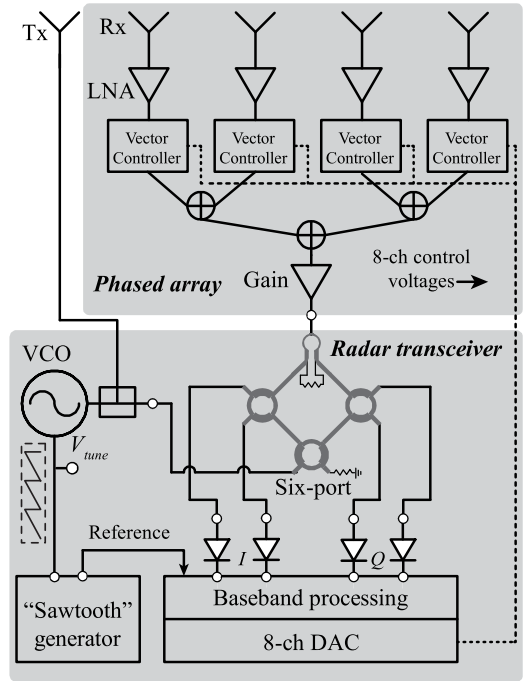 Tx
Rx
LNA
Vector
Controller
Vector
Controller
Vector
Controller
Vector
Controller
8-ch control
voltages
Gain
Phased array
Radar transceiver
VCO
V tune
Six-port
Reference
I
Q
"Sawtooth"
generator
Baseband processing
8-ch DAC